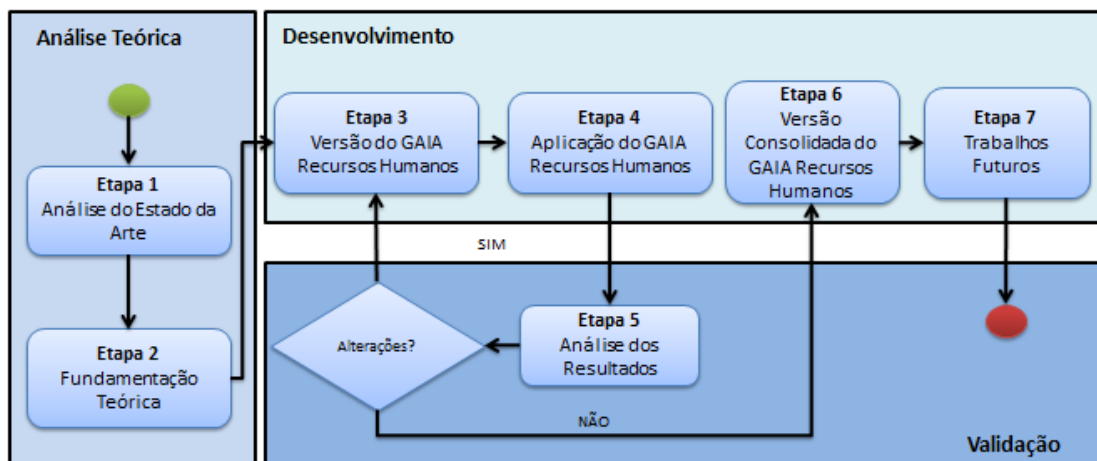 Análise Teórica
Etapa 1
Análise do Estado da
Arte
Etapa 2
Fundamentação
Teórica
Desenvolvimento
Etapa 3
Versão do GAIA
Recursos Humanos
Etapa 4
Aplicação do GAIA
Recursos Humanos
Etapa 6
Versão
Consolidada do
GAIA Recursos
Humanos
Etapa 7
Trabalhos
Futuros
SIM
Alterações?
Etapa 5
Análise dos
Resultados
NÃO
Validação